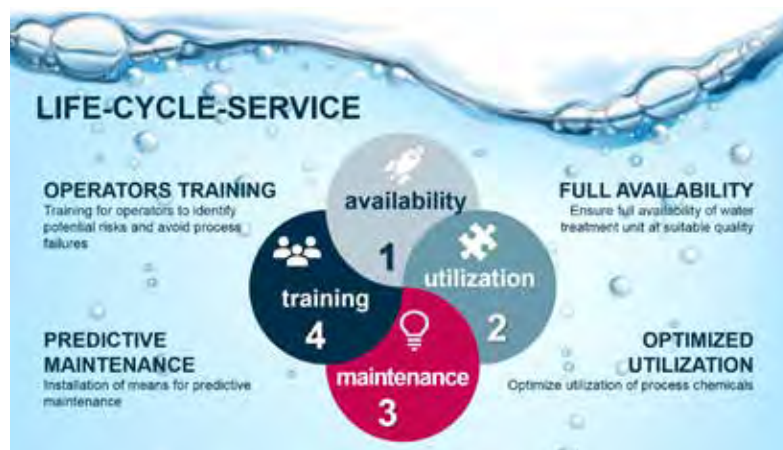 LIFE-CYCLE-SERVICE
OPERATORS TRAINING
Training for operators to identify
potential risks and avoid process
failures
availability
1
FULL AVAILABILITY
Ensure full availability of water
treatment unit at suitable quality
utilization
2
training
4
PREDICTIVE
MAINTENANCE
Installation of means for predictive
maintenance
maintenance
3
OPTIMIZED
UTILIZATION
Optimize utilization of process chemicals